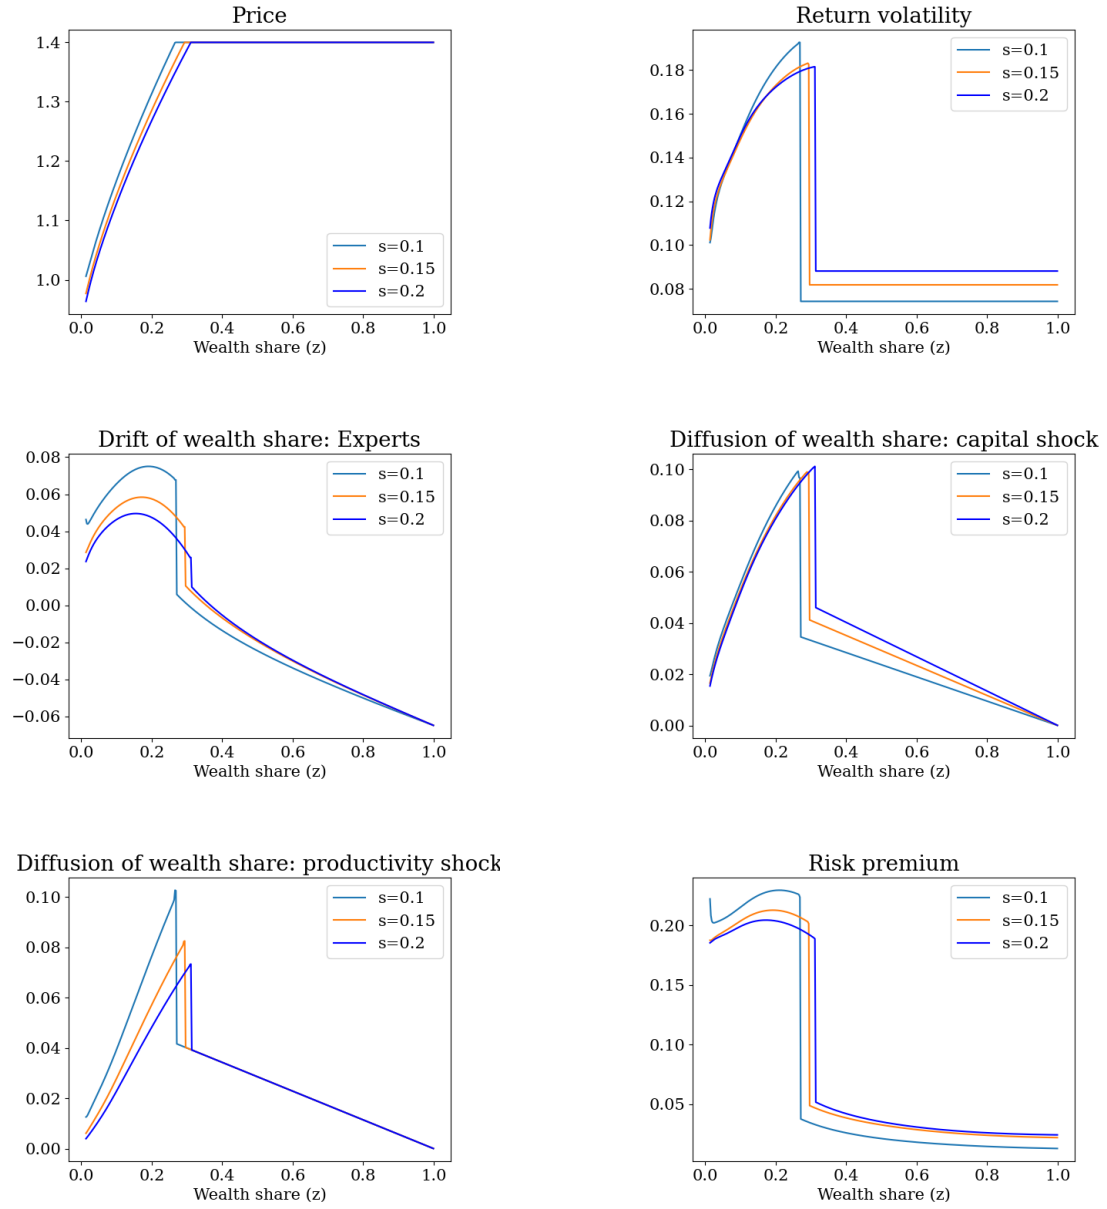 Price
1.4
1.3
1.2
1.1
1.0
s=0.1
s=0.15
s=0.2
0.0 0.2 0.4 0.6 0.8 1.0
Wealth share (z)
Return volatility
0.18
0.16
0.14
0.12
0.10
0.08
s=0.1
s=0.15
s=0.2
0.0 0.2 0.4 0.6 0.8 1.0
Wealth share (z)
Drift of wealth share: Experts
0.08
0.06
0.04
0.02
0.00
−0.02
−0.04
−0.06
s=0.1
s=0.15
s=0.2
0.0 0.2 0.4 0.6 0.8 1.0
Wealth share (z)
Diffusion of wealth share: capital shock
0.10
0.08
0.06
0.04
0.02
0.00
s=0.1
s=0.15
s=0.2
0.0 0.2 0.4 0.6 0.8 1.0
Wealth share (z)
Diffusion of wealth share: productivity shock
0.10
0.08
0.06
0.04
0.02
0.00
s=0.1
s=0.15
s=0.2
0.0 0.2 0.4 0.6 0.8 1.0
Wealth share (z)
Risk premium
0.20
0.15
0.10
0.05
s=0.1
s=0.15
s=0.2
0.0 0.2 0.4 0.6 0.8 1.0
Wealth share (z)